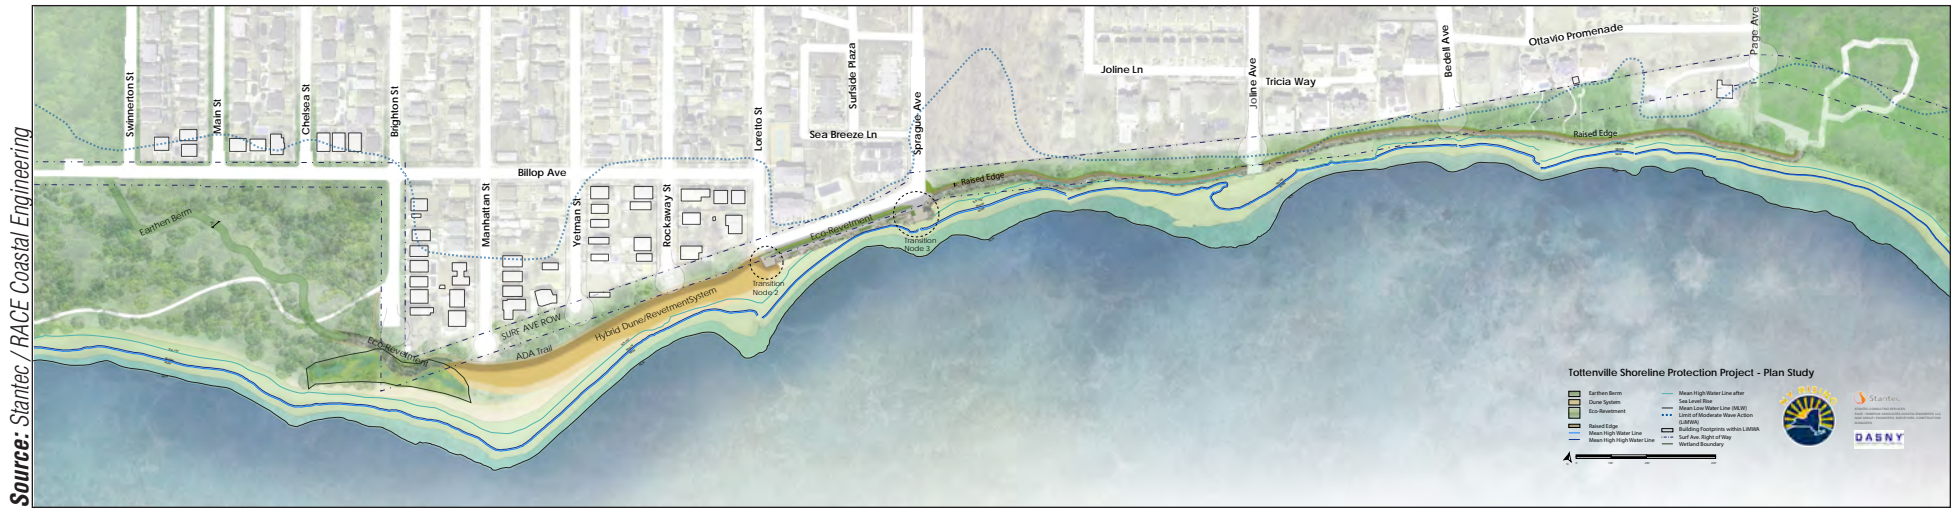 Source: Stantec / RACE Coastal Engineering
Swinnerton St
Main St
Chelsea St
Brighton St
Manhattan St
Yetman St
Rockaway St
Loretto St
Surfside Plaza
Sprague Ave
Joline Ave
Bedell Ave
Page Ave
Ottavio Promenade
Joline Ln
Tricia Way
Sea Breeze Ln
Billop Ave
Earthen Berm
Eco-Revetment
SURF AVE ROW
ADA Trail
Hybrid Dune/RevetmentSystem
Transition
Node 2
Eco-Revetment
Transition
Node 3
Raised Edge
Raised Edge
Tottenville Shoreline Protection Project - Plan Study
Earthen Berm
Dune System
Eco-Revetment
Raised Edge
Mean High Water Line
Mean High High Water Line
Mean High Water Line after
Sea Level Rise
Mean Low Water Line (MLW)
Limit of Moderate Wave Action
(LiMWA)
Building Footprints within LiMWA
Surf Ave. Right of Way
Wetland Boundary
NY RISING
Stantec
DASNY